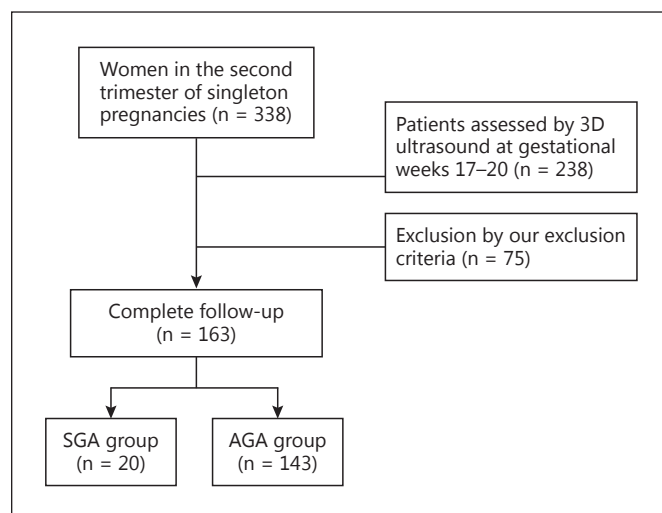 Women in the second
trimester of singleton
pregnancies (n = 338)
Patients assessed by 3D
ultrasound at gestational
weeks 17–20 (n = 238)
Exclusion by our exclusion
criteria (n = 75)
Complete follow-up
(n = 163)
SGA group
(n = 20)
AGA group
(n = 143)